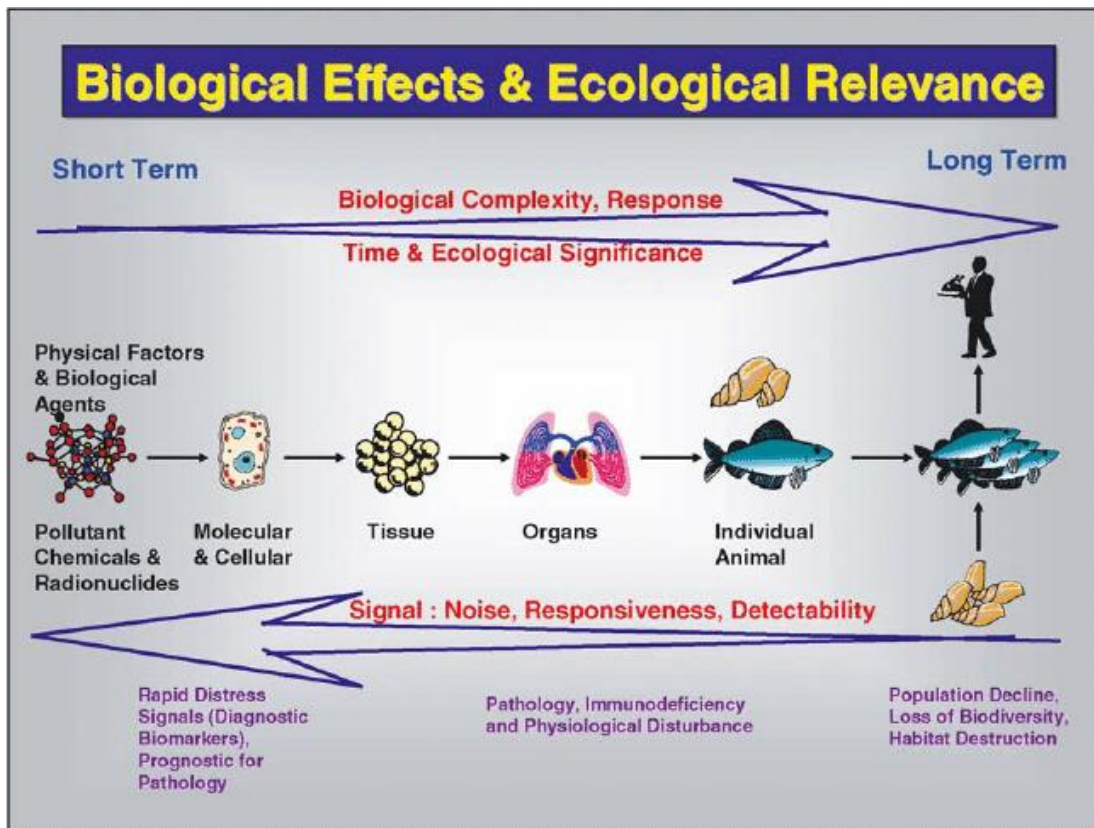 Biological Effects & Ecological Relevance
Short Term
Long Term
Biological Complexity, Response
Time & Ecological Significance
Physical Factors
& Biological
Agents
Pollutant
Chemicals &
Radionuclides
Molecular
& Cellular
Tissue
Organs
Individual
Animal
Signal : Noise, Responsiveness, Detectability
Rapid Distress
Signals (Diagnostic
Biomarkers),
Prognostic for
Pathology
Pathology, Immunodeficiency
and Physiological Disturbance
Population Decline,
Loss of Biodiversity,
Habitat Destruction